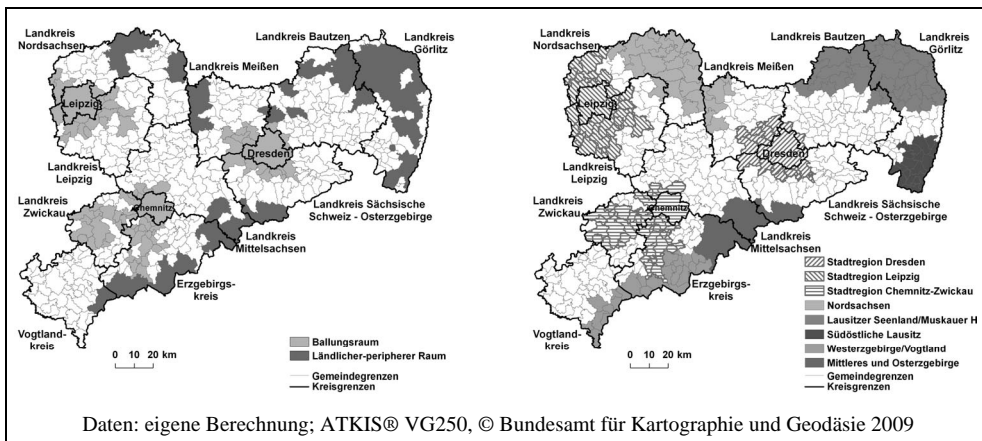 Landkreis
Nordsachsen
Landkreis Bautzen
Landkreis
Görlitz
Landkreis Meißen
Leipzig
Dresden
Landkreis
Leipzig
Landkreis
Zwickau
Chemnitz
Landkreis Sächsische
Schweiz - Osterzgebirge
Landkreis
Mittelsachsen
Erzgebirgs-
kreis
Vogtland-
kreis
0 10 20 km
Ballungsraum
Ländlicher-peripherer Raum
Gemeindegrenzen
Kreisgrenzen
Landkreis
Nordsachsen
Landkreis Bautzen
Landkreis
Görlitz
Landkreis Meißen
Leipzig
Dresden
Landkreis
Leipzig
Landkreis
Zwickau
Chemnitz
Landkreis Sächsische
Schweiz - Osterzgebirge
Landkreis
Mittelsachsen
Erzgebirgs-
kreis
Vogtland-
kreis
0 10 20 km
Stadtregion Dresden
Stadtregion Leipzig
Stadtregion Chemnitz-Zwickau
Nordsachsen
Lausitzer Seenland/Muskauer H
Südöstliche Lausitz
Westerzgebirge/Vogtland
Mittleres und Osterzgebirge
Gemeindegrenzen
Kreisgrenzen
Daten: eigene Berechnung; ATKIS® VG250, © Bundesamt für Kartographie und Geodäsie 2009